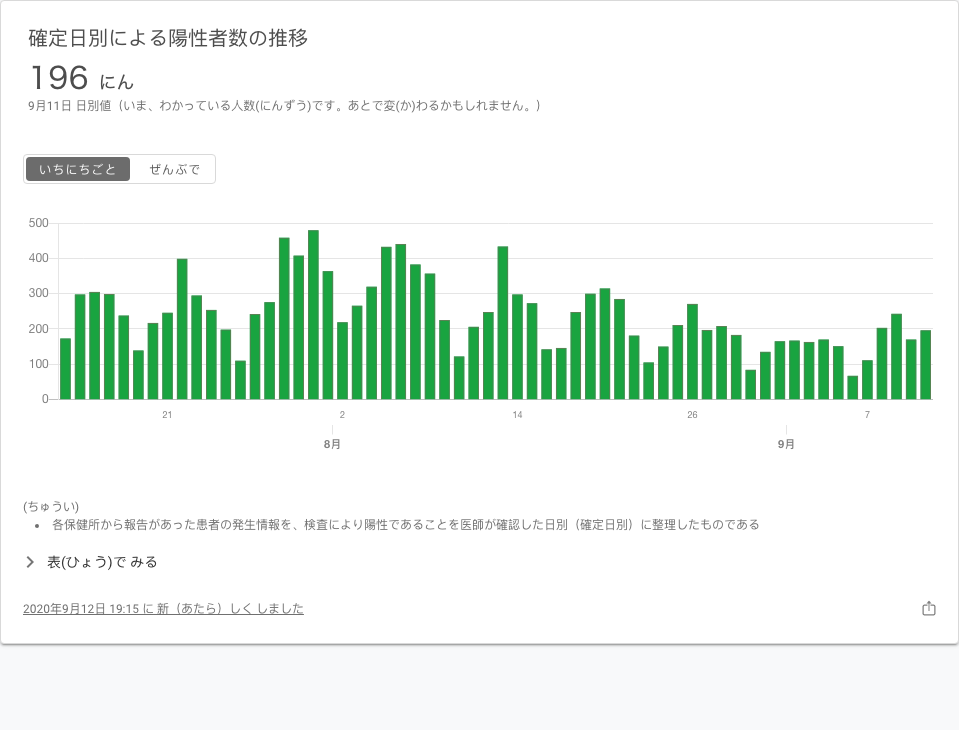 確定日別による陽性者数の推移
196 にん
9月11日 日別値（いま、わかっている人数(にんずう)です。あとで変(か)わるかもしれません。）
いちにちごと ぜんぶで
500
400
300
200
100
0
21 2 14 26 7
8月 9月
(ちゅうい)
• 各保健所から報告があった患者の発生情報を、検査により陽性であることを医師が確認した日別（確定日別）に整理したものである
表(ひょう)で みる
2020年9月12日 19:15 に 新（あたら）しく しました